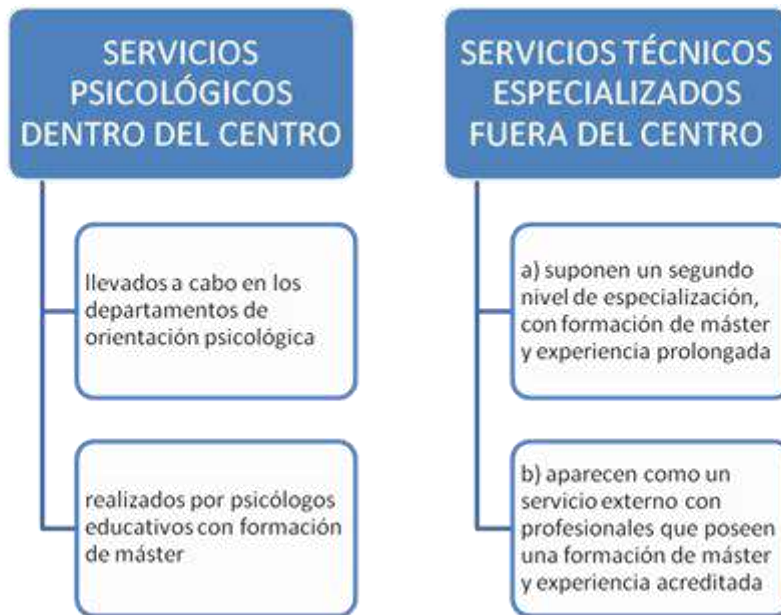 SERVICIOS
PSICOLÓGICOS
DENTRO DEL CENTRO
llevados a cabo en los
departamentos de
orientación psicológica
realizados por psicólogos
educativos con formación
de máster
SERVICIOS TÉCNICOS
ESPECIALIZADOS
FUERA DEL CENTRO
a) suponen un segundo
nivel de especialización,
con formación de máster
y experiencia prolongada
b) aparecen como un
servicio externo con
profesionales que poseen
una formación de máster
y experiencia acreditada